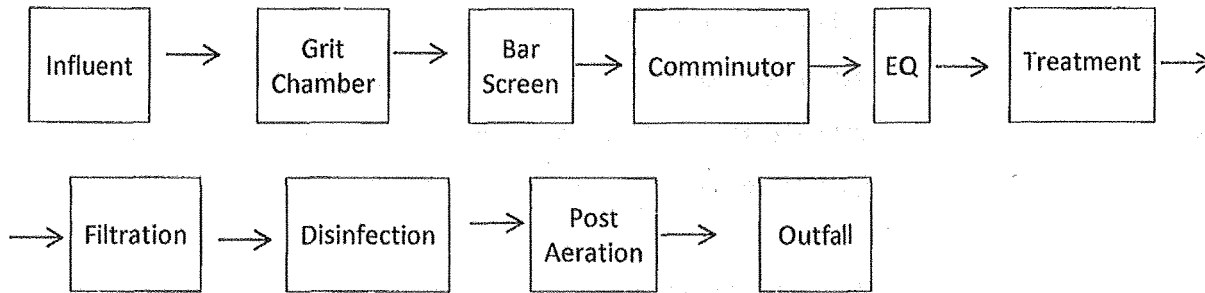 Influent
Grit
Chamber
Bar
Screen
Comminutor
EQ
Treatment
Filtration
Disinfection
Post
Aeration
Outfall